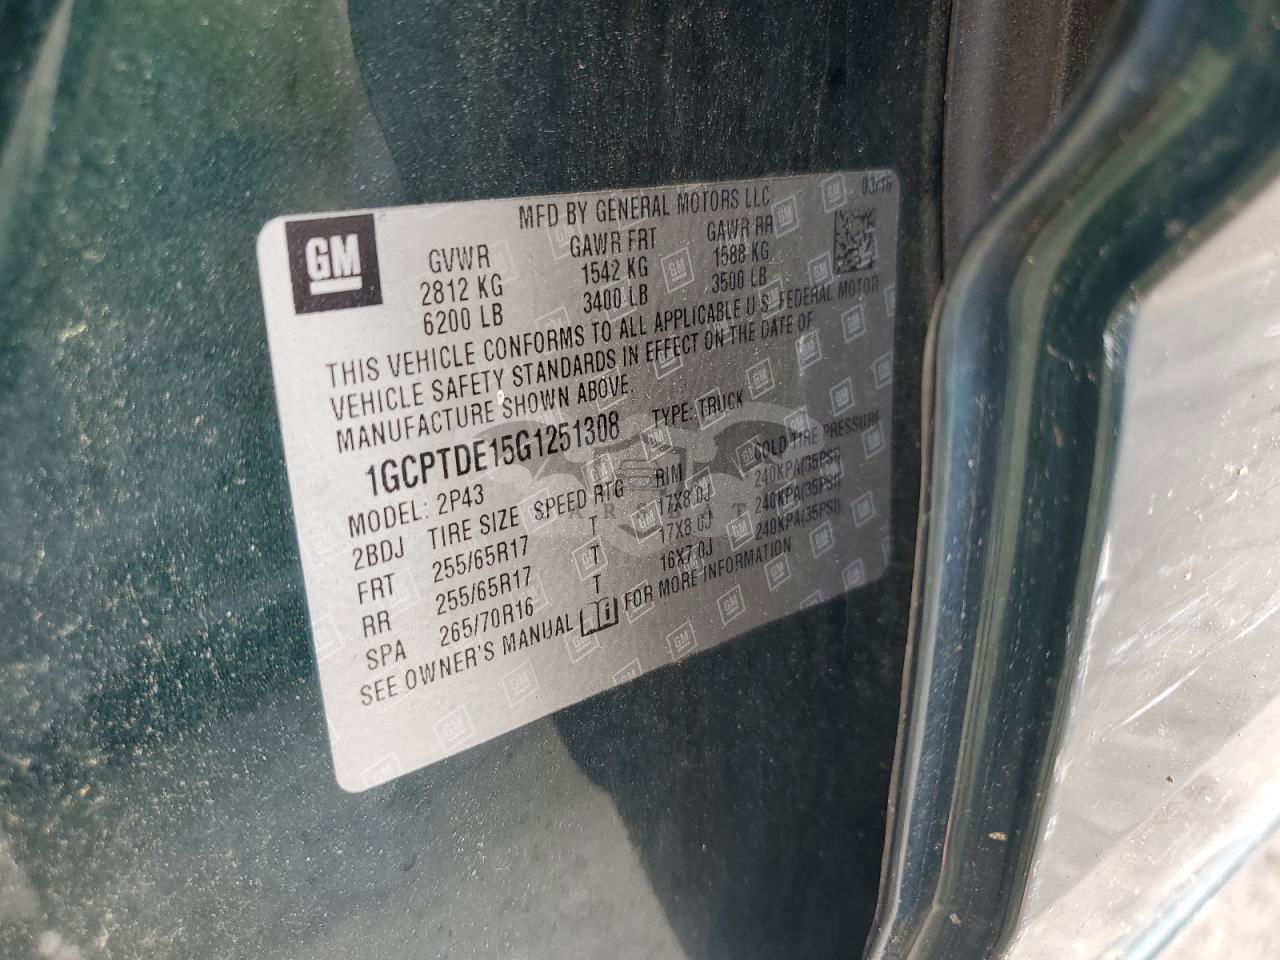 MFD BY GENERAL MOTORS LLC 03/16
GM
GVWR GAWR FRT GAWR RR
2812 KG 1542 KG 1588 KG
6200 LB 3400 LB 3500 LB
THIS VEHICLE CONFORMS TO ALL APPLICABLE U.S. FEDERAL MOTOR
VEHICLE SAFETY STANDARDS IN EFFECT ON THE DATE OF
MANUFACTURE SHOWN ABOVE.
1GCPTDE15G1251308 TYPE: TRUCK
MODEL: 2P43
2BDJ TIRE SIZE SPEED RTG RIM COLD TIRE PRESSURE
FRT 255/65R17 T 17X8.0J 240KPA(35PSI)
RR 255/65R17 T 17X8.0J 240KPA(35PSI)
SPA 265/70R16 T 16X7.0J 240KPA(35PSI)
SEE OWNER'S MANUAL FOR MORE INFORMATION